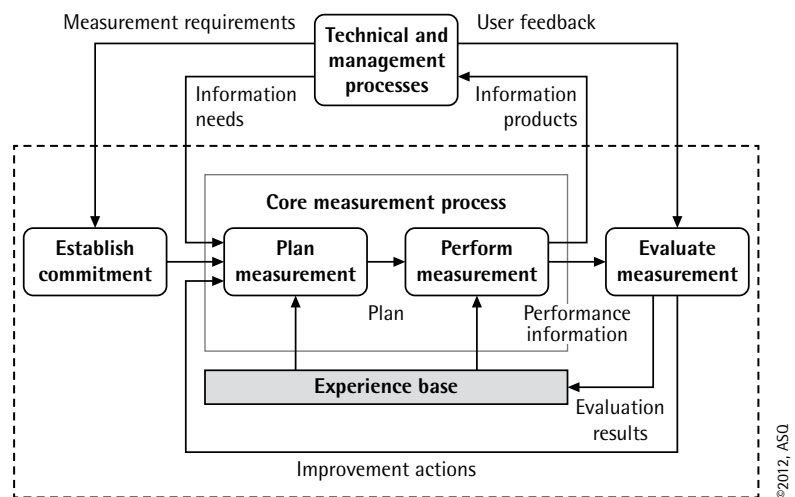 Measurement requirements
Technical and
management
processes
User feedback
Information
needs
Information
products
Core measurement process
Establish
commitment
Plan
measurement
Perform
measurement
Evaluate
measurement
Plan
Performance
information
Experience base
Evaluation
results
Improvement actions
©2012, ASQ